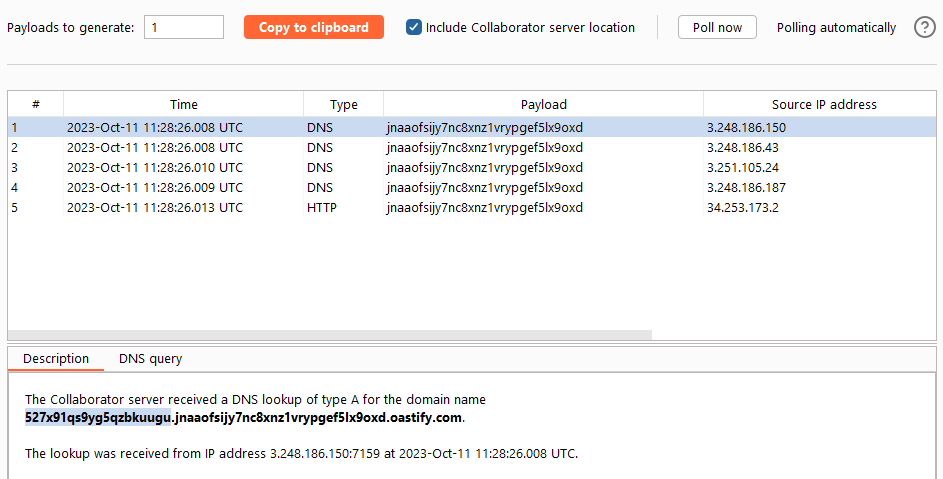 Payloads to generate: 1 Copy to clipboard Include Collaborator server location Poll now Polling automatically ?
# Time Type Payload Source IP address
1 2023-Oct-11 11:28:26.008 UTC DNS jnaaofsijy7nc8xnz1vrypgef5lx9oxd 3.248.186.150
2 2023-Oct-11 11:28:26.008 UTC DNS jnaaofsijy7nc8xnz1vrypgef5lx9oxd 3.248.186.43
3 2023-Oct-11 11:28:26.010 UTC DNS jnaaofsijy7nc8xnz1vrypgef5lx9oxd 3.251.105.24
4 2023-Oct-11 11:28:26.009 UTC DNS jnaaofsijy7nc8xnz1vrypgef5lx9oxd 3.248.186.187
5 2023-Oct-11 11:28:26.013 UTC HTTP jnaaofsijy7nc8xnz1vrypgef5lx9oxd 34.253.173.2
Description DNS query
The Collaborator server received a DNS lookup of type A for the domain name
527x91qs9yg5qzbkuugu.jnaaofsijy7nc8xnz1vrypgef5lx9oxd.oastify.com.
The lookup was received from IP address 3.248.186.150:7159 at 2023-Oct-11 11:28:26.008 UTC.